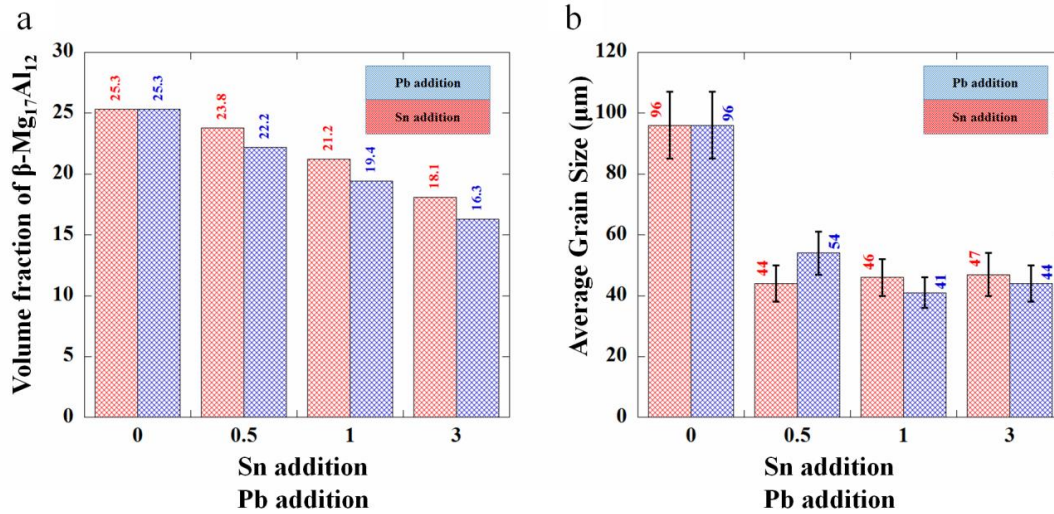 a
Volume fraction of β-Mg17Al12
30
25
20
15
10
5
0
25.3
25.3
23.8
22.2
21.2
19.4
18.1
16.3
Pb addition
Sn addition
0 0.5 1 3
Sn addition
Pb addition
b
Average Grain Size (µm)
120
100
80
60
40
20
0
96
96
44
54
46
41
47
44
Pb addition
Sn addition
0 0.5 1 3
Sn addition
Pb addition